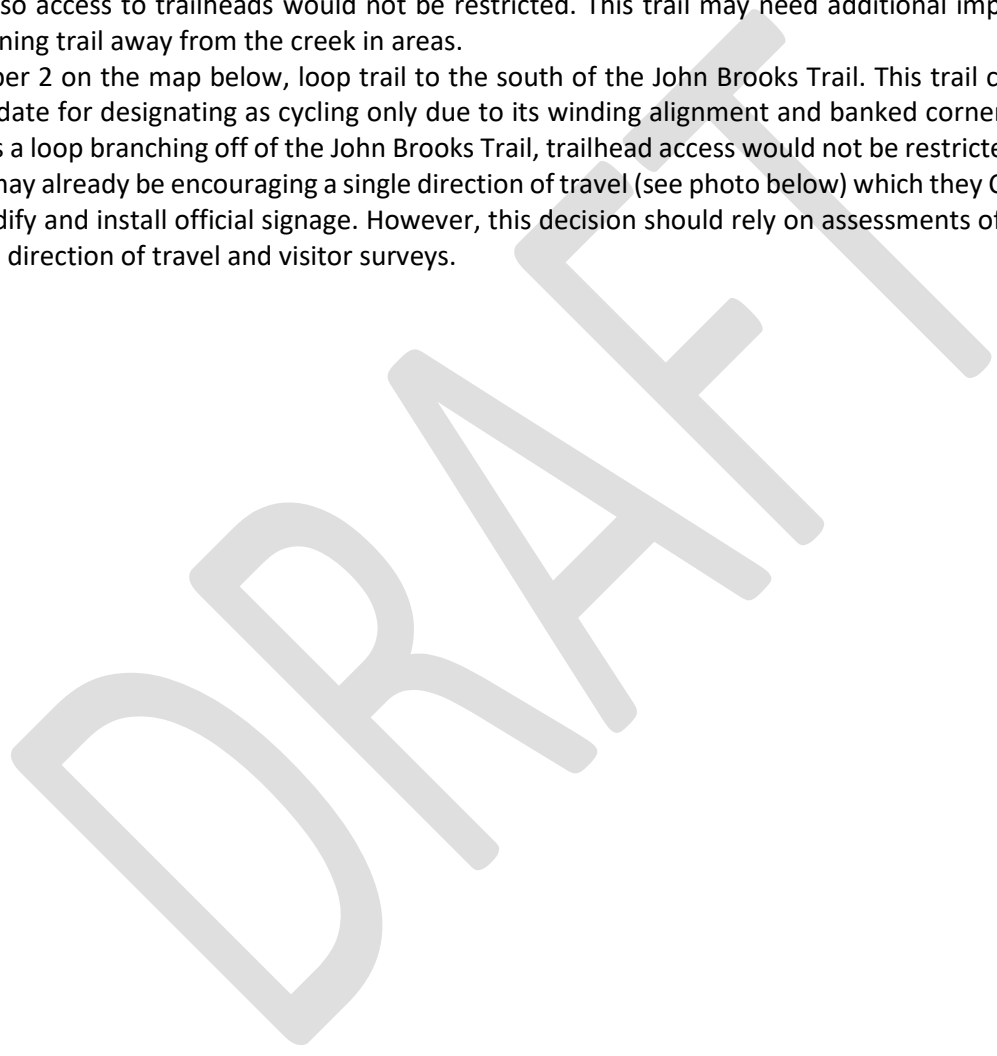 so access to trailheads would not be restricted. This trail may need additional imp
ning trail away from the creek in areas.
er 2 on the map below, loop trail to the south of the John Brooks Trail. This trail c
date for designating as cycling only due to its winding alignment and banked corner
s a loop branching off of the John Brooks Trail, trailhead access would not be restricte
may already be encouraging a single direction of travel (see photo below) which they C
dify and install official signage. However, this decision should rely on assessments of
direction of travel and visitor surveys.
DRAFT